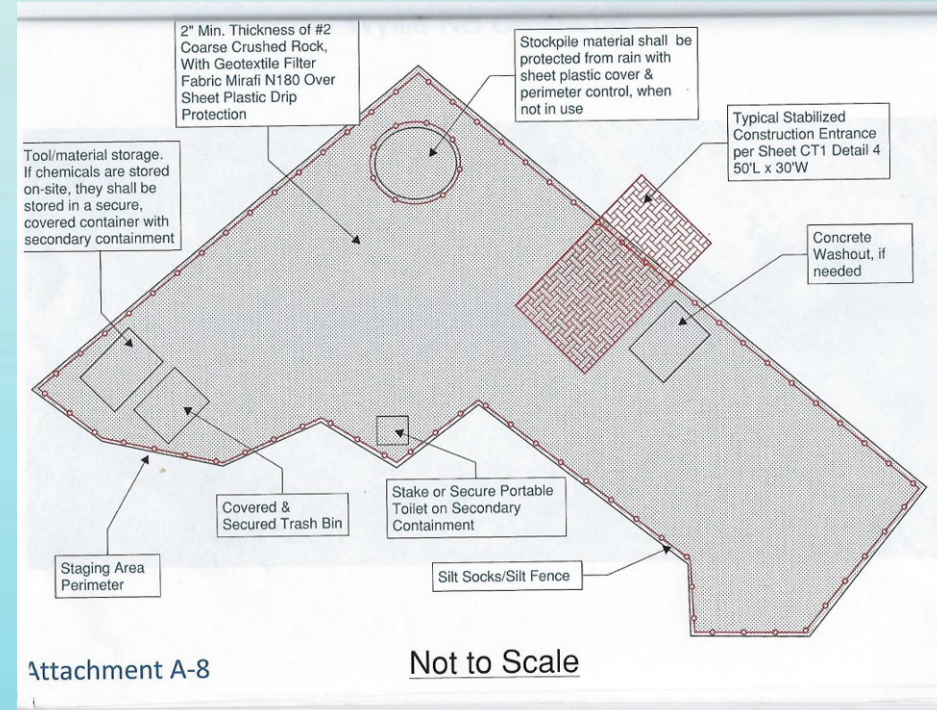 2" Min. Thickness of #2
Coarse Crushed Rock,
With Geotextile Filter
Fabric Mirafi N180 Over
Sheet Plastic Drip
Protection
Stockpile material shall be
protected from rain with
sheet plastic cover &
perimeter control, when
not in use
Typical Stabilized
Construction Entrance
per Sheet CT1 Detail 4
50'L x 30'W
Tool/material storage.
If chemicals are stored
on-site, they shall be
stored in a secure,
covered container with
secondary containment
Concrete
Washout, if
needed
Covered &
Secured Trash Bin
Stake or Secure Portable
Toilet on Secondary
Containment
Staging Area
Perimeter
Silt Socks/Silt Fence
Attachment A-8
Not to Scale